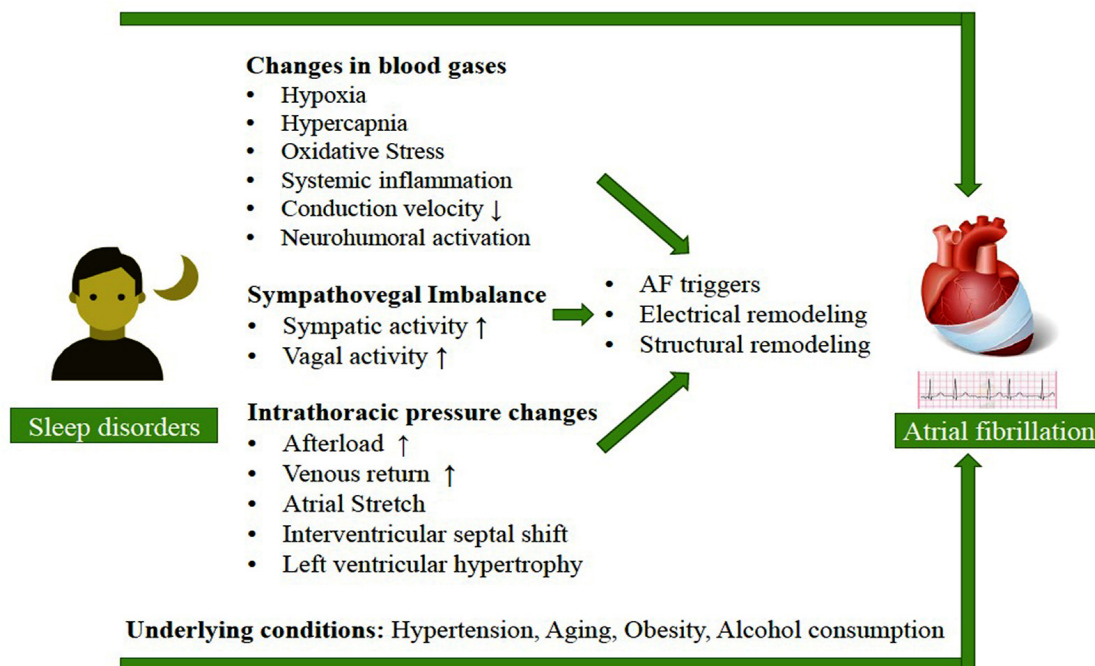 Changes in blood gases
• Hypoxia
• Hypercapnia
• Oxidative Stress
• Systemic inflammation
• Conduction velocity ↓
• Neurohumoral activation
Sympathovegal Imbalance
• Sympatic activity ↑
• Vagal activity ↑
Intrathoracic pressure changes
• Afterload ↑
• Venous return ↑
• Atrial Stretch
• Interventricular septal shift
• Left ventricular hypertrophy
Sleep disorders
• AF triggers
• Electrical remodeling
• Structural remodeling
Atrial fibrillation
Underlying conditions: Hypertension, Aging, Obesity, Alcohol consumption